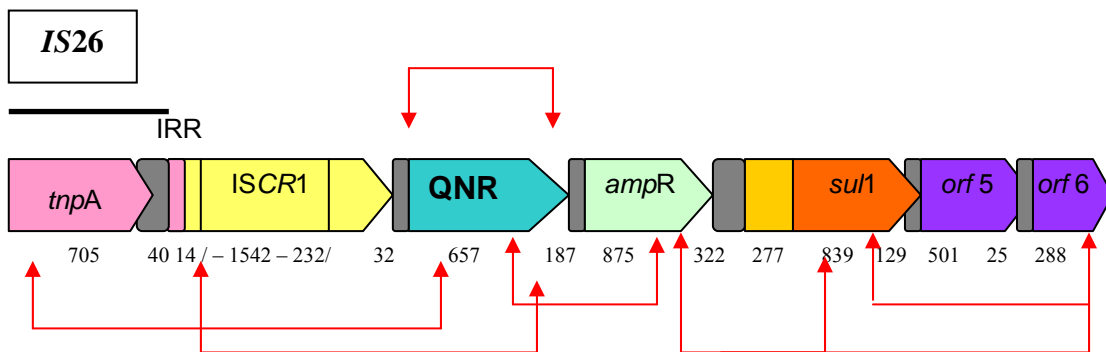 IS26
IRR
tnpA ISCR1 QNR ampR sul1 orf 5 orf 6
705 40 14 / – 1542 – 232/ 32 657 187 875 322 277 839 129 501 25 288